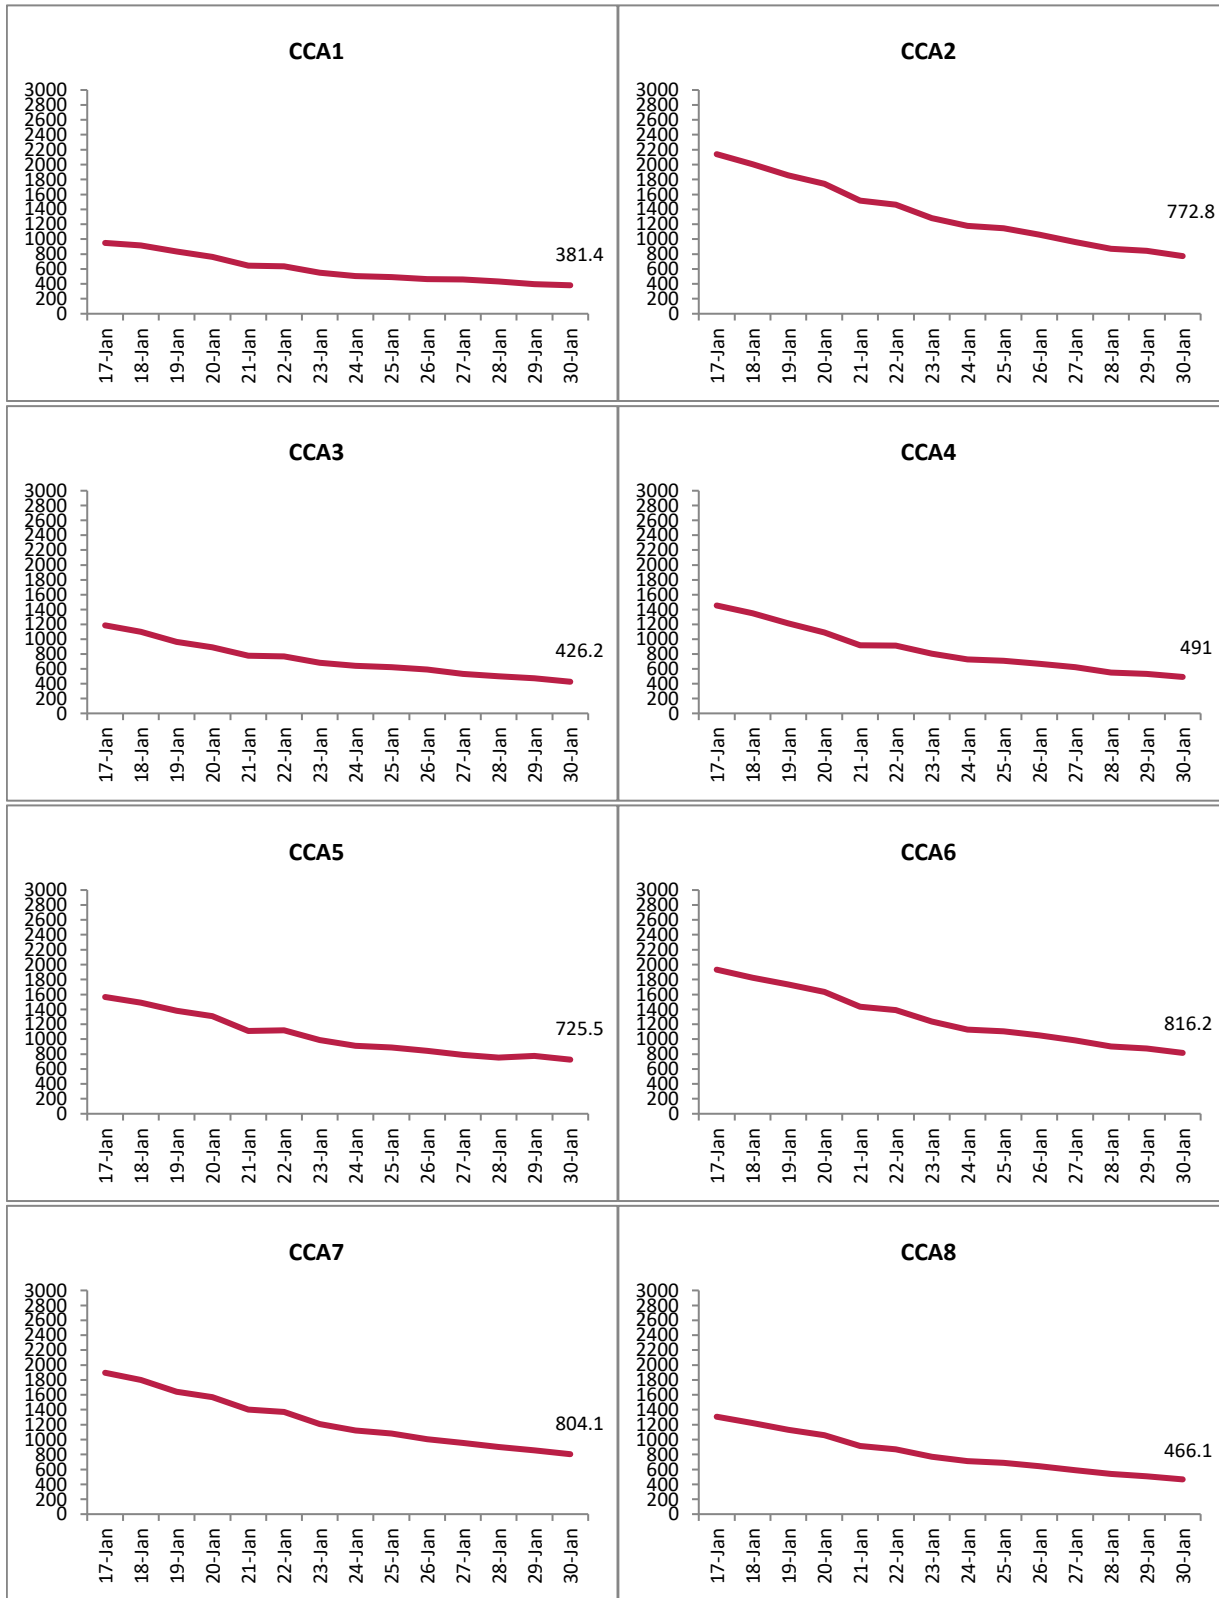 CCA1
3000
2800
2600
2400
2200
2000
1800
1600
1400
1200
1000
800
600
400
200
0
381.4
17-Jan
18-Jan
19-Jan
20-Jan
21-Jan
22-Jan
23-Jan
24-Jan
25-Jan
26-Jan
27-Jan
28-Jan
29-Jan
30-Jan
CCA2
3000
2800
2600
2400
2200
2000
1800
1600
1400
1200
1000
800
600
400
200
0
772.8
17-Jan
18-Jan
19-Jan
20-Jan
21-Jan
22-Jan
23-Jan
24-Jan
25-Jan
26-Jan
27-Jan
28-Jan
29-Jan
30-Jan
CCA3
3000
2800
2600
2400
2200
2000
1800
1600
1400
1200
1000
800
600
400
200
0
426.2
17-Jan
18-Jan
19-Jan
20-Jan
21-Jan
22-Jan
23-Jan
24-Jan
25-Jan
26-Jan
27-Jan
28-Jan
29-Jan
30-Jan
CCA4
3000
2800
2600
2400
2200
2000
1800
1600
1400
1200
1000
800
600
400
200
0
491
17-Jan
18-Jan
19-Jan
20-Jan
21-Jan
22-Jan
23-Jan
24-Jan
25-Jan
26-Jan
27-Jan
28-Jan
29-Jan
30-Jan
CCA5
3000
2800
2600
2400
2200
2000
1800
1600
1400
1200
1000
800
600
400
200
0
725.5
17-Jan
18-Jan
19-Jan
20-Jan
21-Jan
22-Jan
23-Jan
24-Jan
25-Jan
26-Jan
27-Jan
28-Jan
29-Jan
30-Jan
CCA6
3000
2800
2600
2400
2200
2000
1800
1600
1400
1200
1000
800
600
400
200
0
816.2
17-Jan
18-Jan
19-Jan
20-Jan
21-Jan
22-Jan
23-Jan
24-Jan
25-Jan
26-Jan
27-Jan
28-Jan
29-Jan
30-Jan
CCA7
3000
2800
2600
2400
2200
2000
1800
1600
1400
1200
1000
800
600
400
200
0
804.1
17-Jan
18-Jan
19-Jan
20-Jan
21-Jan
22-Jan
23-Jan
24-Jan
25-Jan
26-Jan
27-Jan
28-Jan
29-Jan
30-Jan
CCA8
3000
2800
2600
2400
2200
2000
1800
1600
1400
1200
1000
800
600
400
200
0
466.1
17-Jan
18-Jan
19-Jan
20-Jan
21-Jan
22-Jan
23-Jan
24-Jan
25-Jan
26-Jan
27-Jan
28-Jan
29-Jan
30-Jan